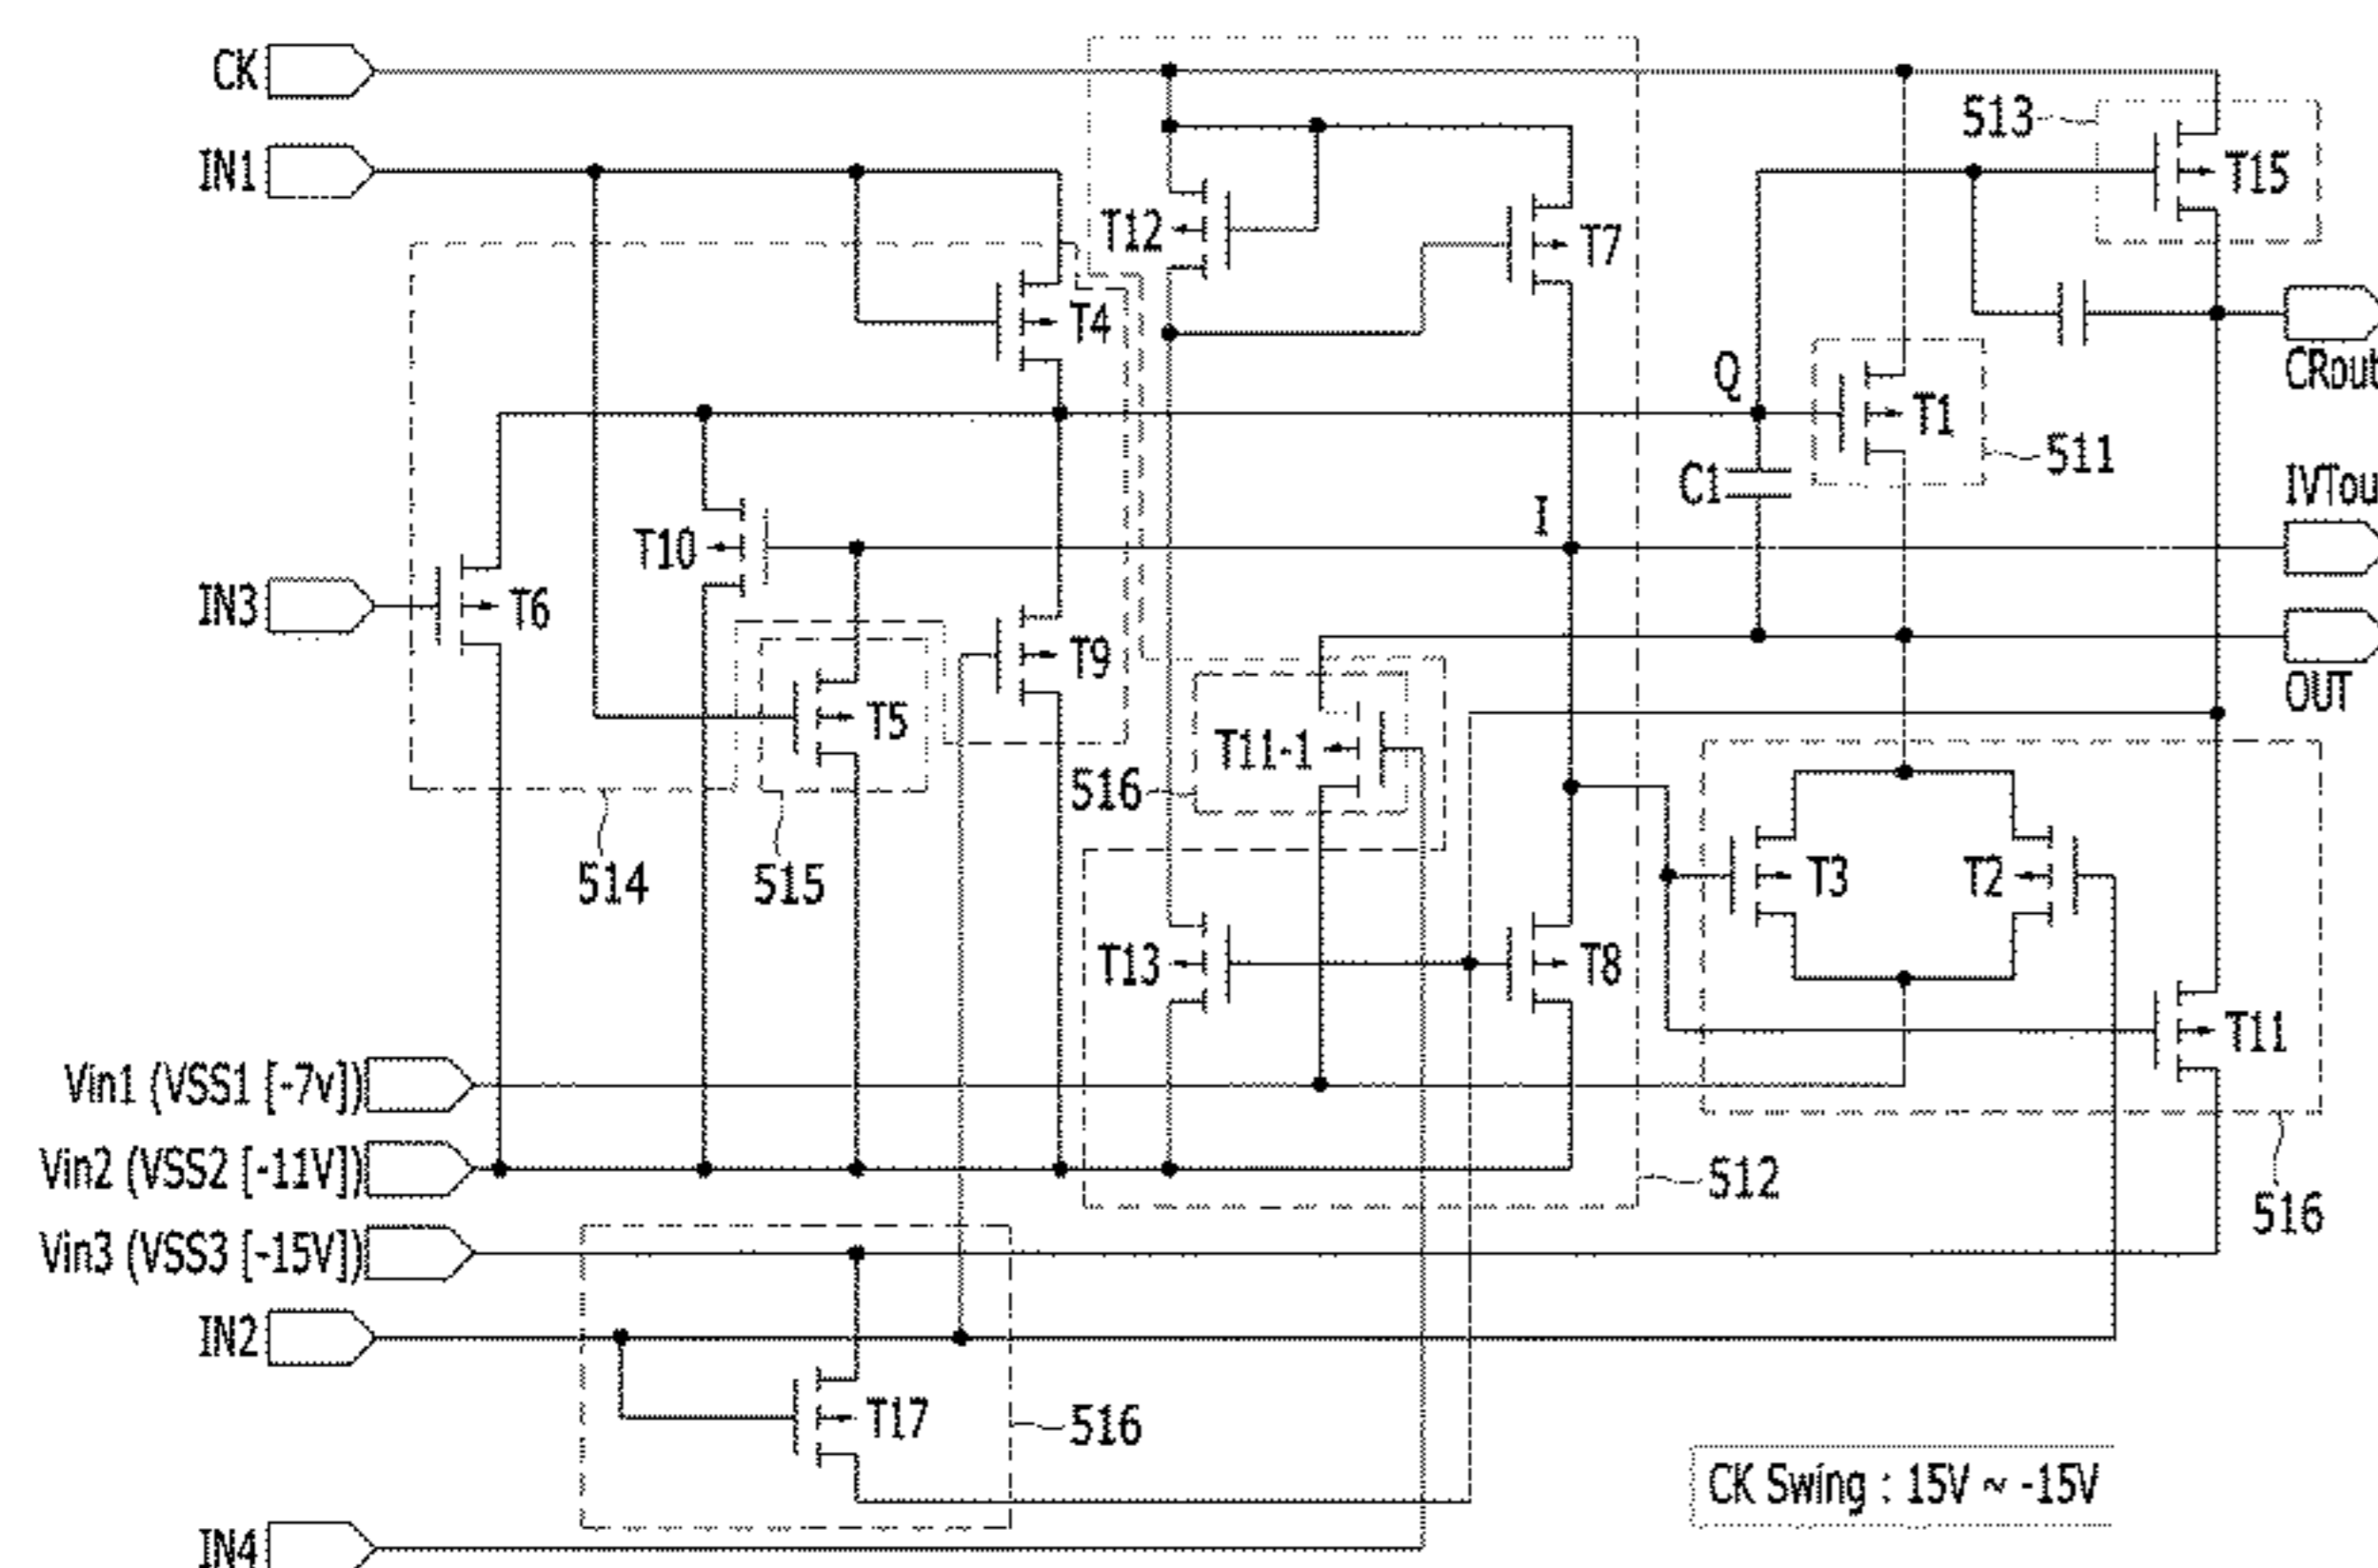 CK
513
IN1
T15
T12
T7
T4
CRout
Q
T1
511
C1
IVTou
I
T10
IN3
T6
T9
OUT
T5
T11-1
516
514
515
T3
T2
T13
T8
T11
Vin1 (VSS1 [-7v])
Vin2 (VSS2 [-11V])
512
516
Vin3 (VSS3 [-15V])
IN2
T17
516
CK Swing : 15V ~ -15V
IN4